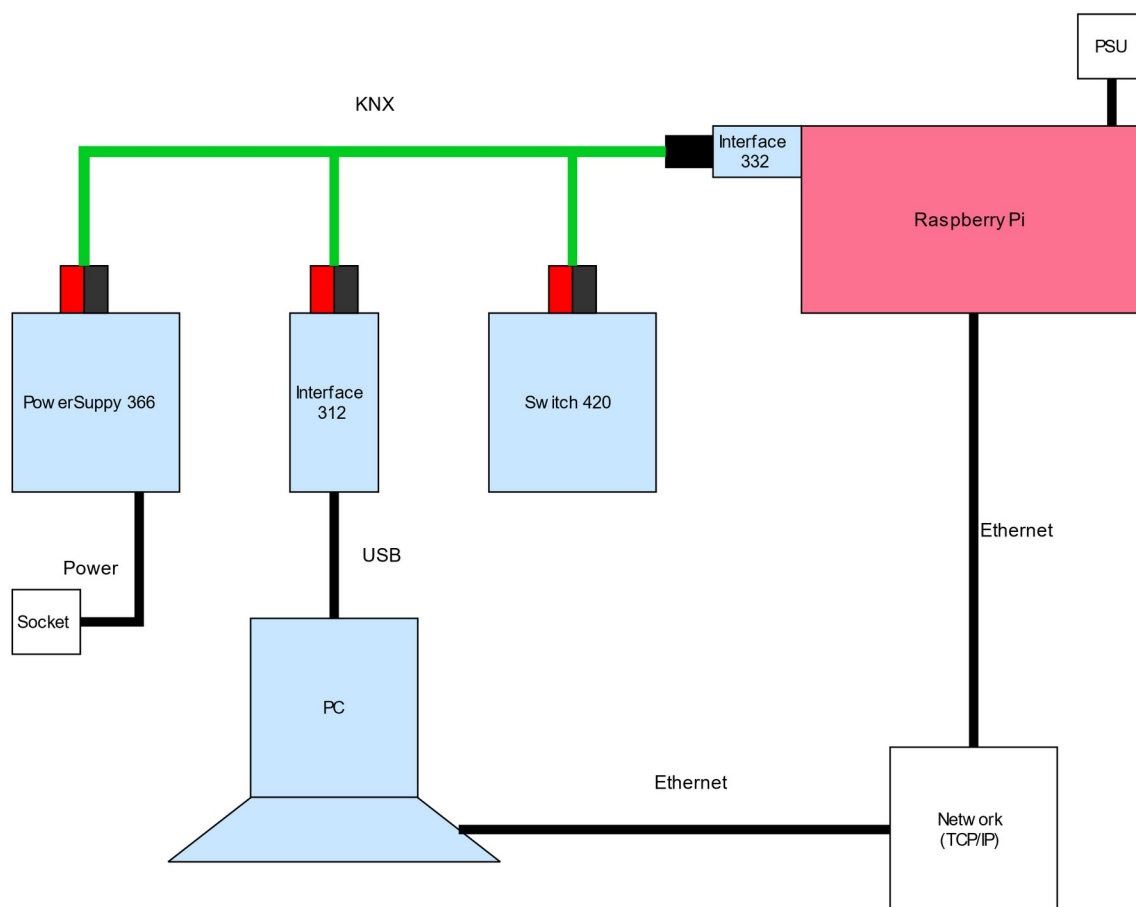 PSU
KNX
Interface
332
Raspberry Pi
PowerSuppy 366
Interface
312
Switch 420
Ethernet
USB
Power
Socket
PC
Ethernet
Network
(TCP/IP)